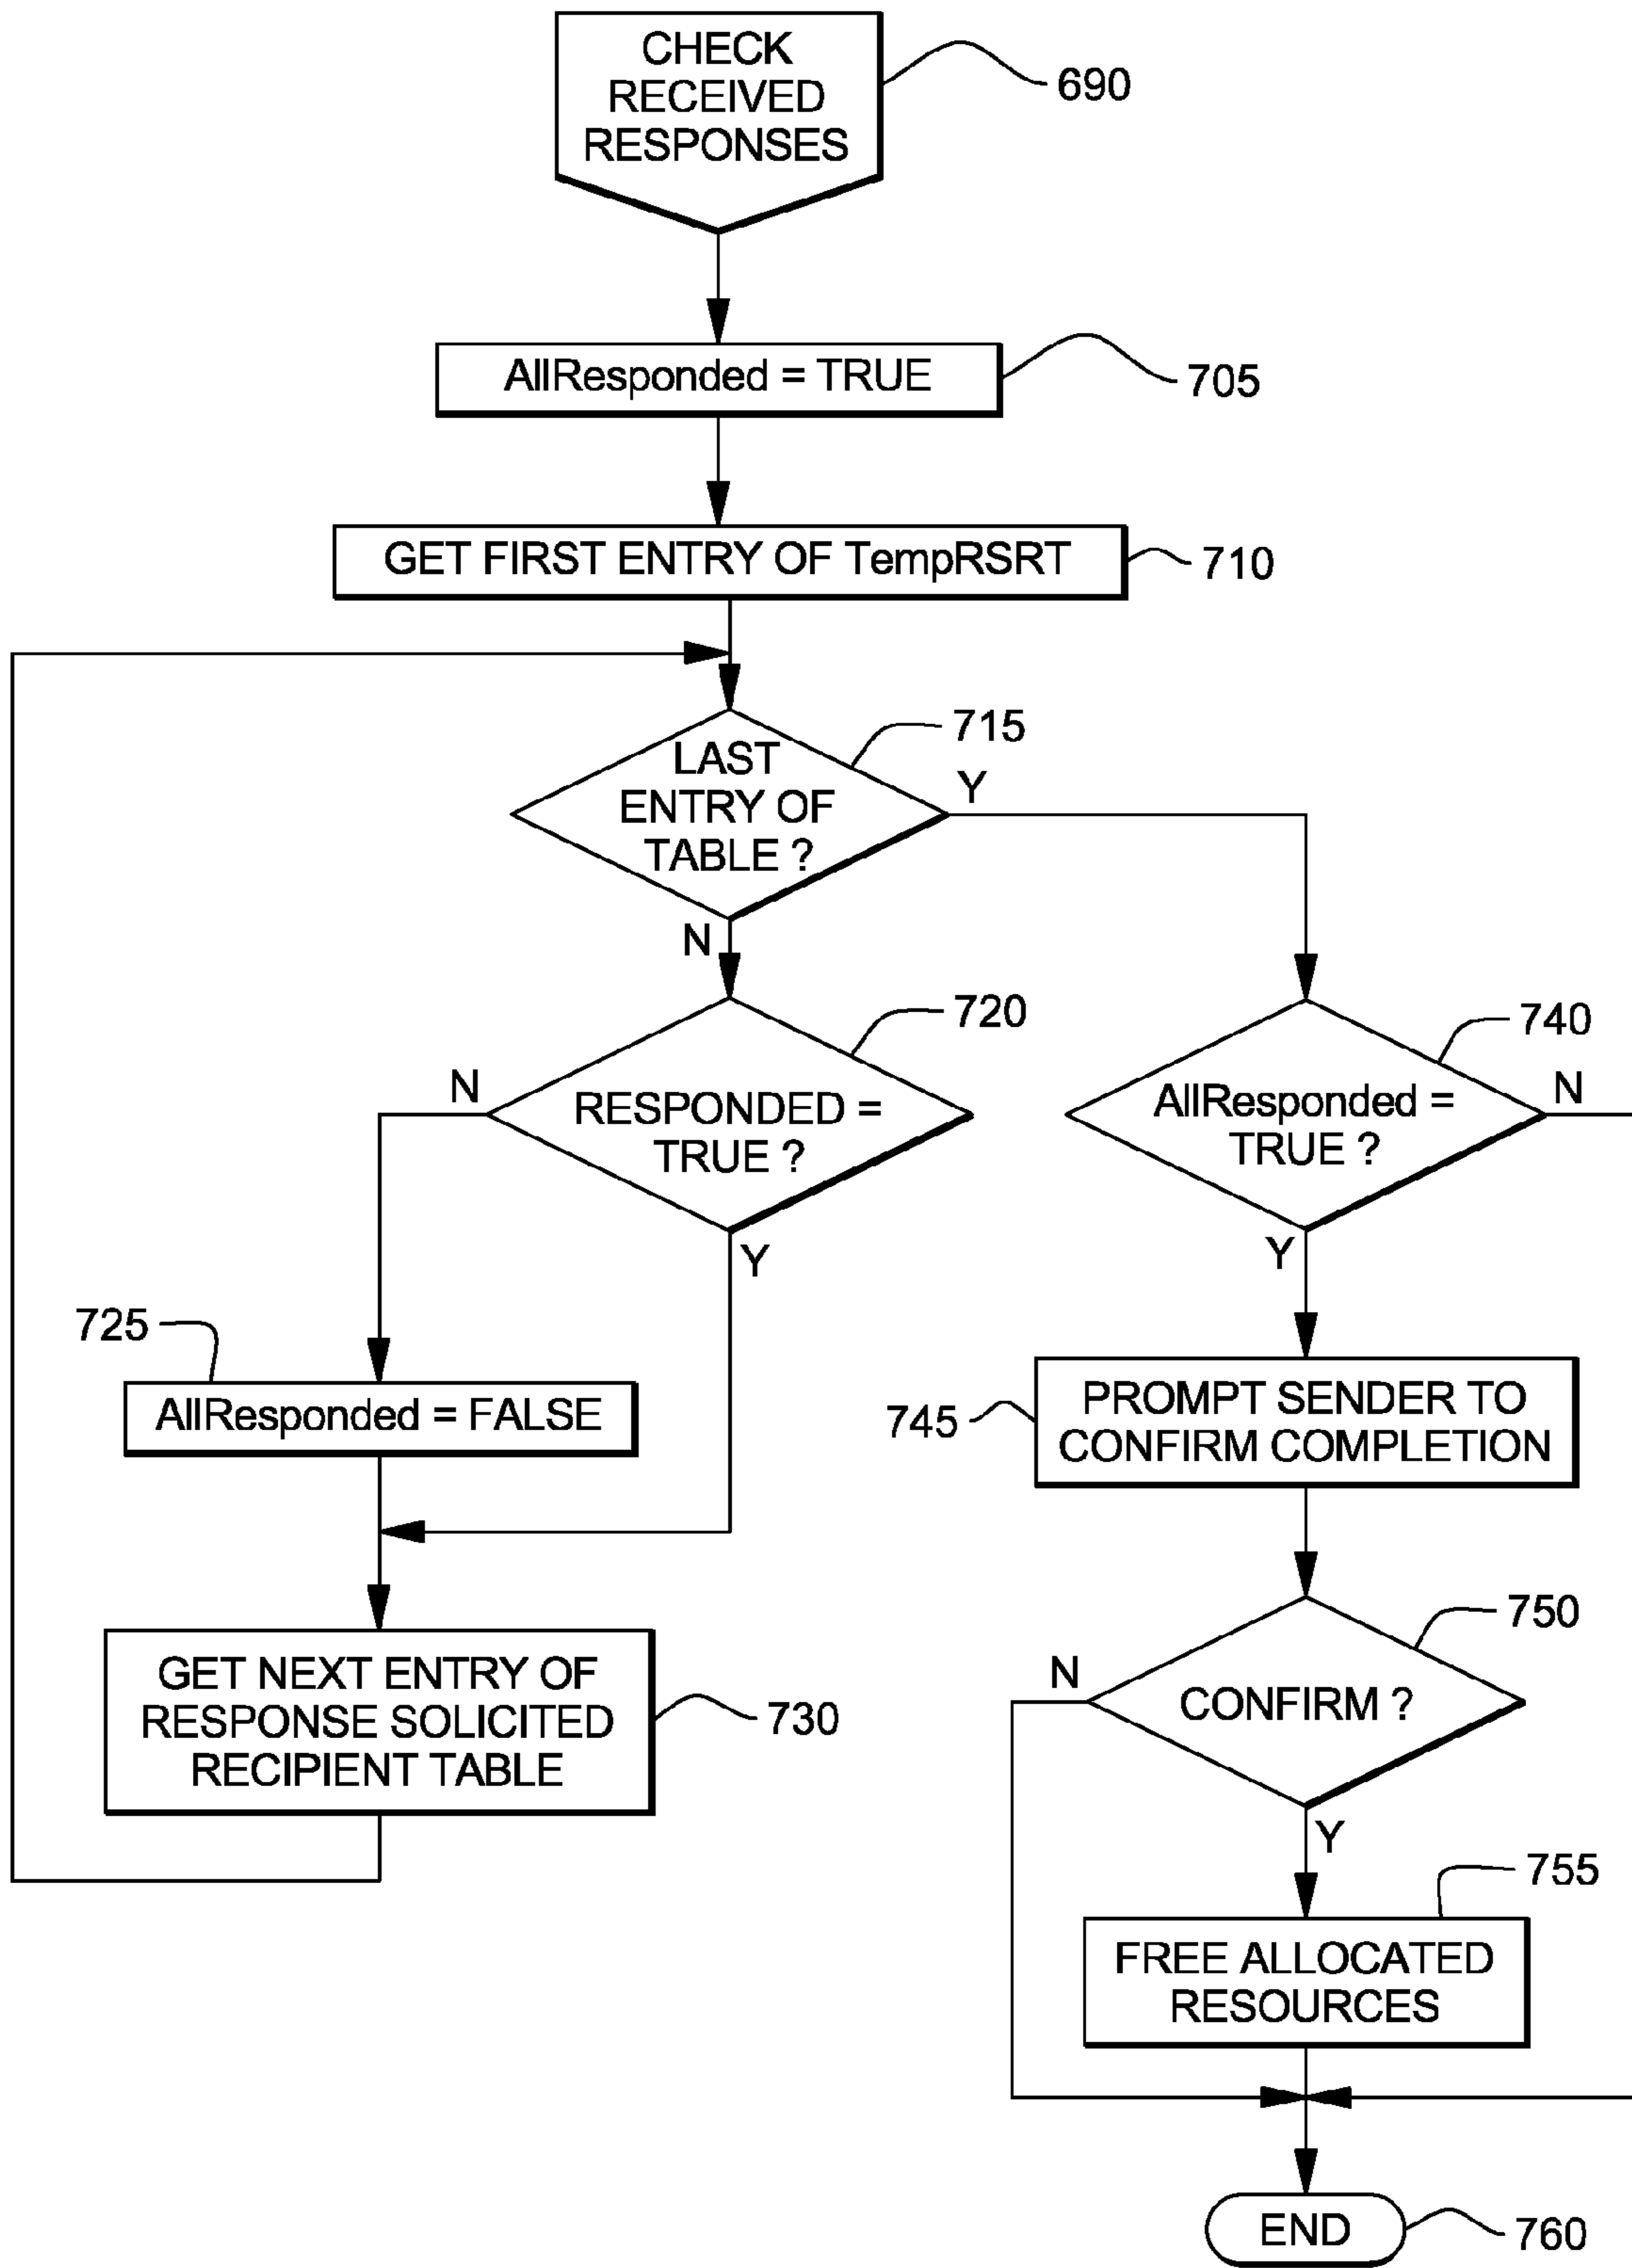 CHECK
RECEIVED
RESPONSES
690
AllResponded = TRUE
705
GET FIRST ENTRY OF TempRSRT
710
715
LAST
ENTRY OF
TABLE ?
Y
N
720
RESPONDED =
TRUE ?
N
Y
725
AllResponded = FALSE
GET NEXT ENTRY OF
RESPONSE SOLICITED
RECIPIENT TABLE
730
740
AllResponded =
TRUE ?
N
Y
745
PROMPT SENDER TO
CONFIRM COMPLETION
750
CONFIRM ?
N
Y
755
FREE ALLOCATED
RESOURCES
END
760